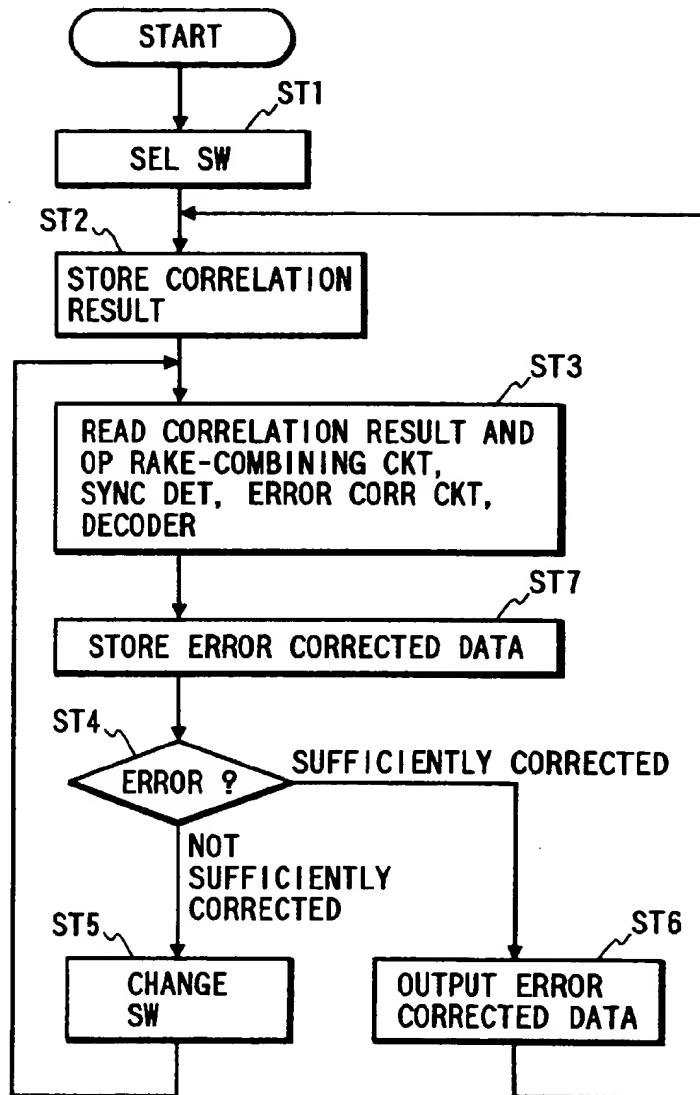 START
ST1
SEL SW
ST2
STORE CORRELATION
RESULT
ST3
READ CORRELATION RESULT AND
OP RAKE-COMBINING CKT,
SYNC DET, ERROR CORR CKT,
DECODER
ST7
STORE ERROR CORRECTED DATA
ST4
ERROR ?
SUFFICIENTLY CORRECTED
NOT
SUFFICIENTLY
CORRECTED
ST5
CHANGE
SW
ST6
OUTPUT ERROR
CORRECTED DATA